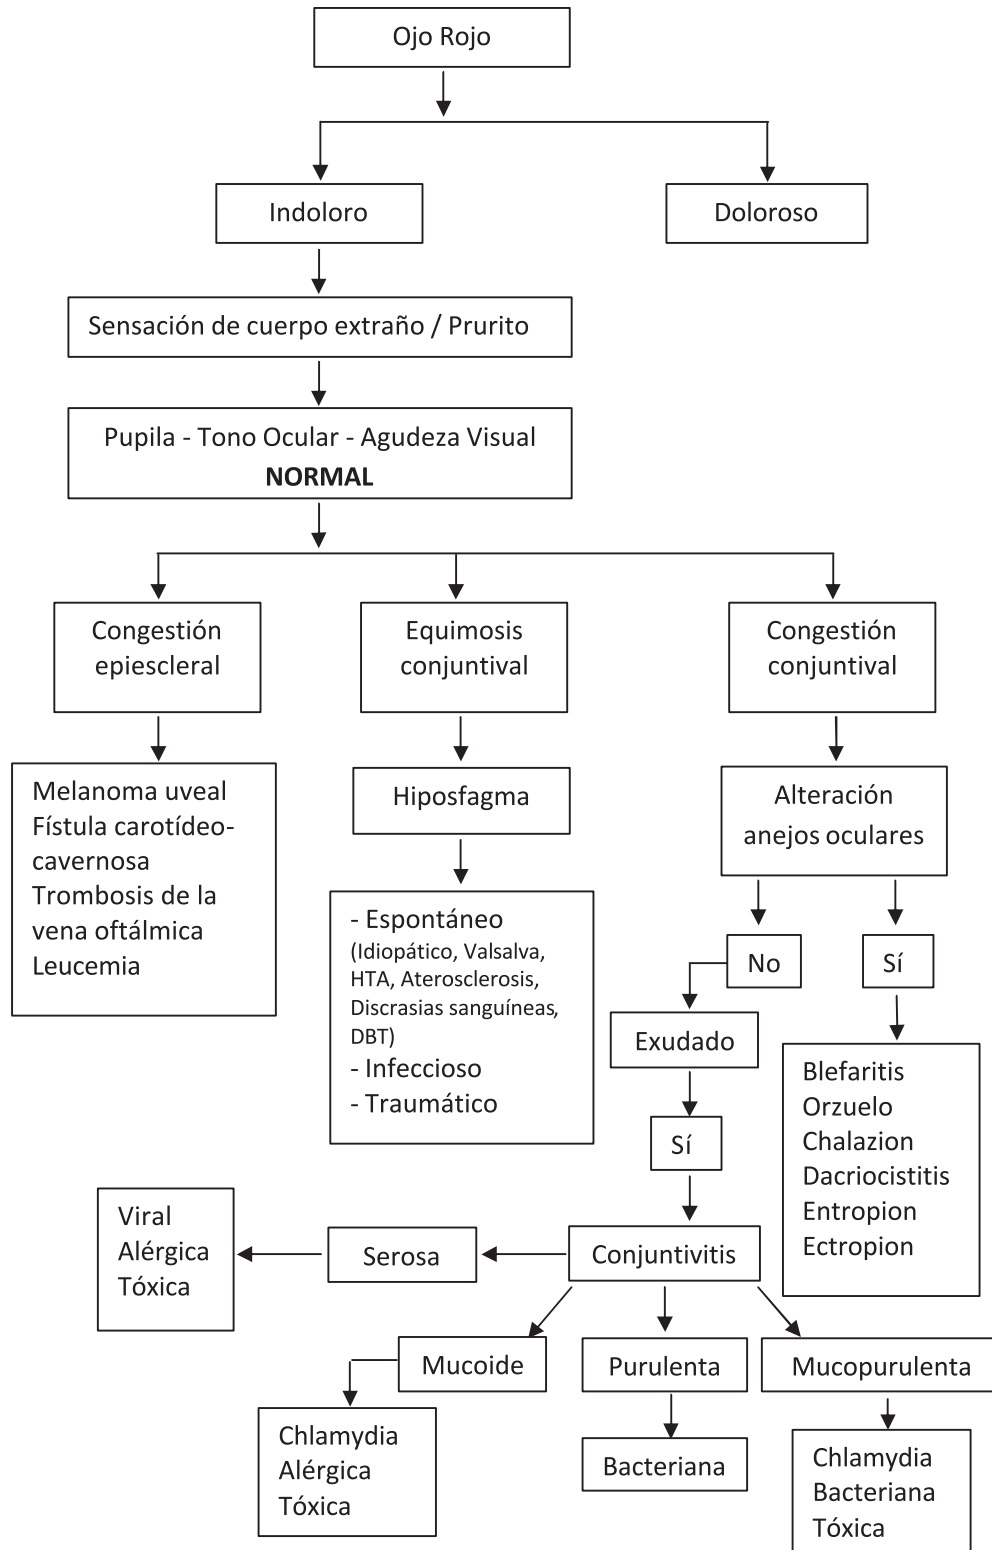 Ojo Rojo
Indoloro
Doloroso
Sensación de cuerpo extraño / Prurito
Pupila - Tono Ocular - Agudeza Visual
NORMAL
Congestión
epiescleral
Equimosis
conjuntival
Congestión
conjuntival
Melanoma uveal
Fístula carotídeo-
cavernosa
Trombosis de la
vena oftálmica
Leucemia
Hiposfagma
- Espontáneo
(Idiopático, Valsalva,
HTA, Aterosclerosis,
Discrasias sanguíneas,
DBT)
- Infeccioso
- Traumático
Alteración
anejos oculares
No
Sí
Exudado
Sí
Blefaritis
Orzuelo
Chalazion
Dacriocistitis
Entropion
Ectropion
Conjuntivitis
Serosa
Viral
Alérgica
Tóxica
Mucoide
Purulenta
Mucopurulenta
Chlamydia
Alérgica
Tóxica
Bacteriana
Chlamydia
Bacteriana
Tóxica